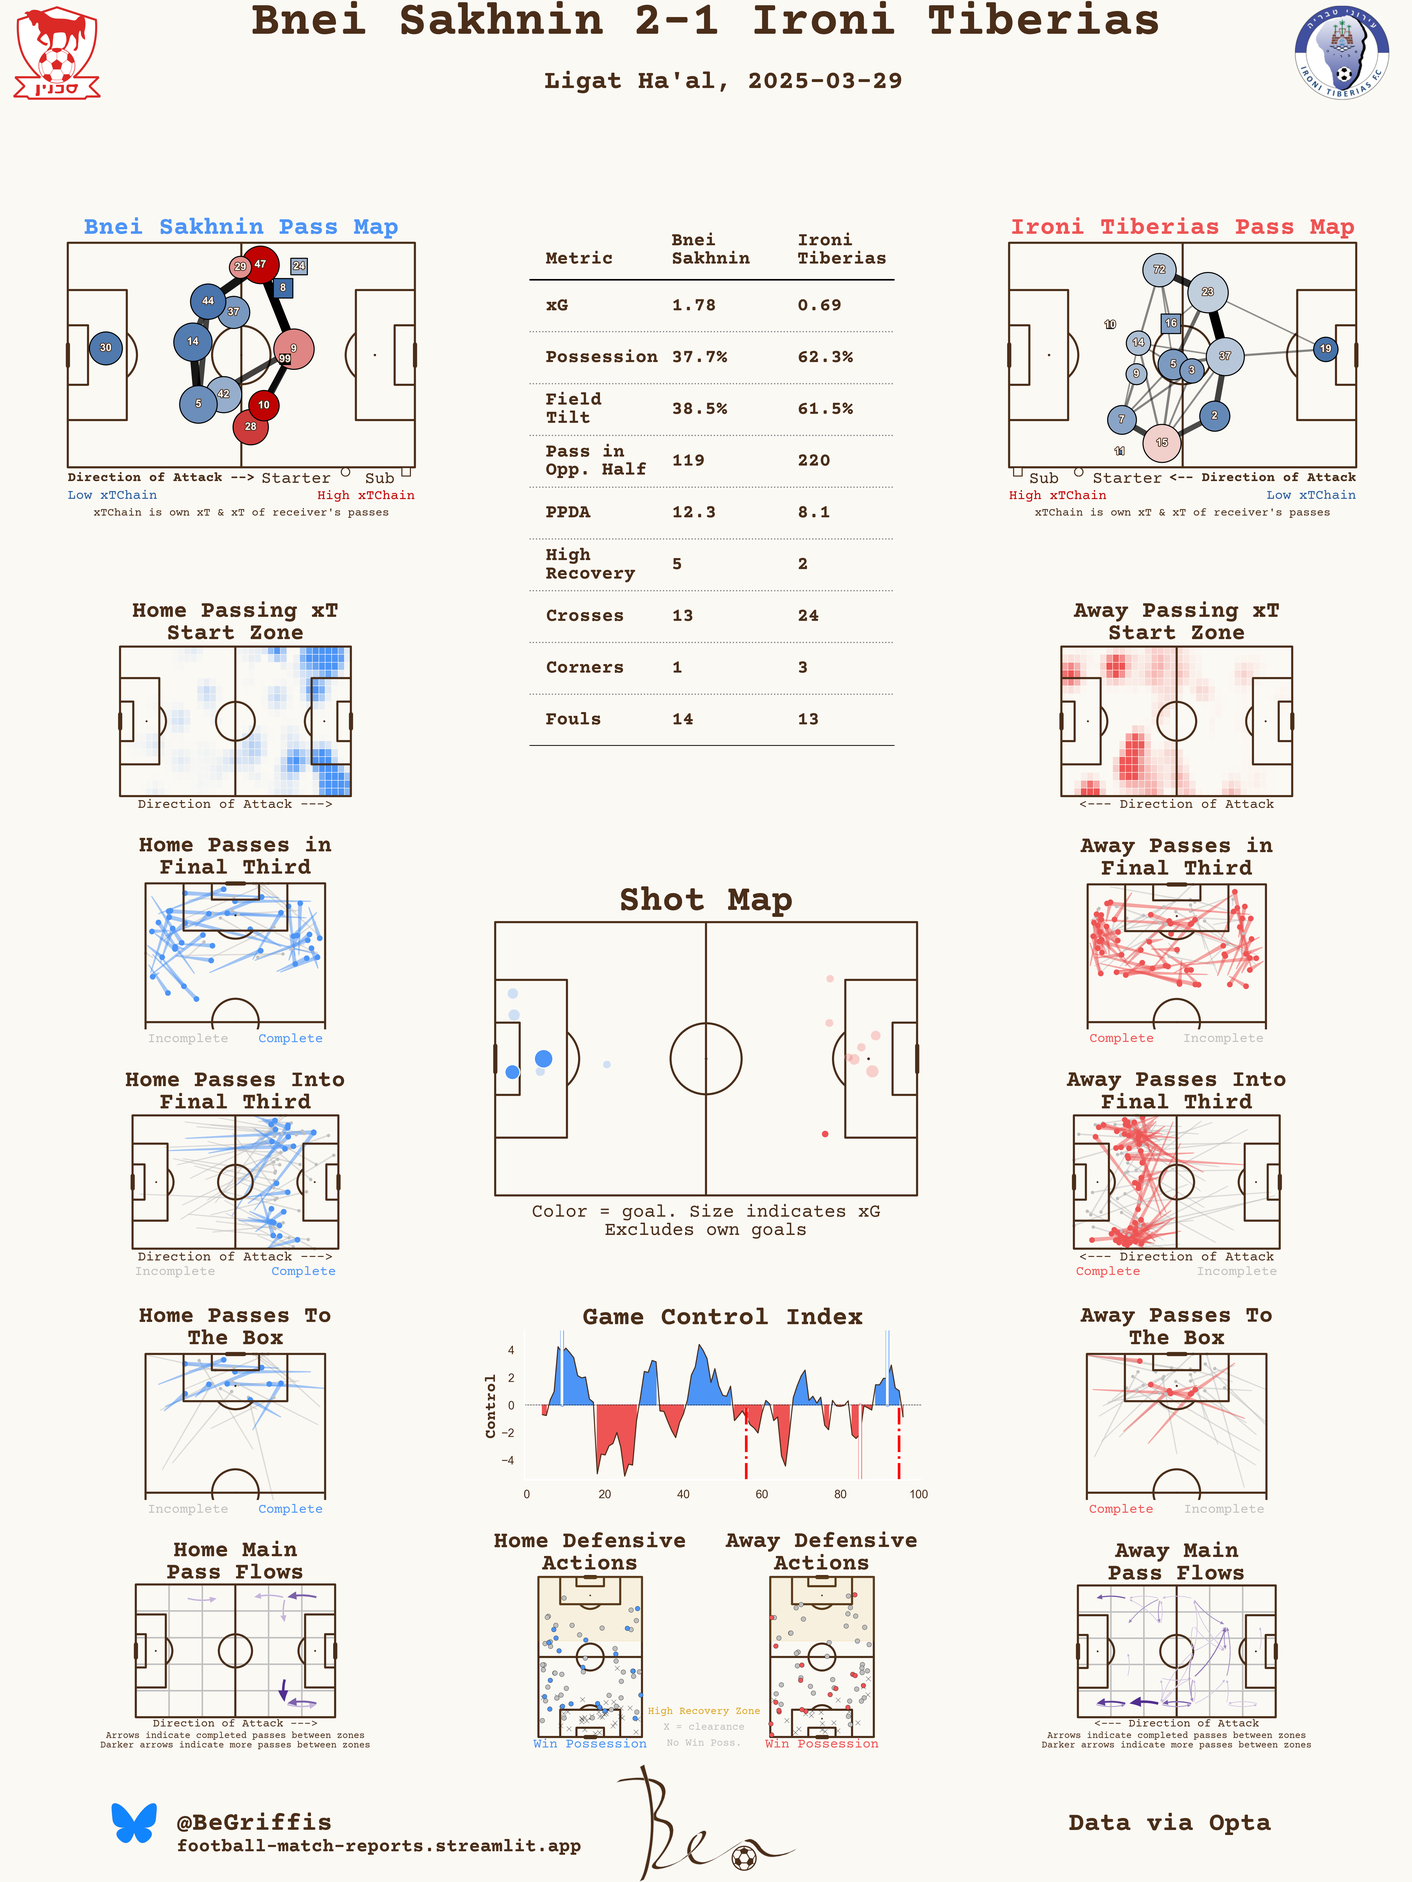 Bnei Sakhnin 2-1 Ironi Tiberias
Ligat Ha'al, 2025-03-29
סכנין
עירוני טבריה
IRONI TIBERIAS F.C
Bnei Sakhnin Pass Map
29
47
24
8
44
37
14
30
9
99
42
5
10
28
Direction of Attack --> Starter Sub
Low xTChain High xTChain
xTChain is own xT & xT of receiver's passes
Metric Bnei Sakhnin Ironi Tiberias
xG 1.78 0.69
Possession 37.7% 62.3%
Field Tilt 38.5% 61.5%
Pass in Opp. Half 119 220
PPDA 12.3 8.1
High Recovery 5 2
Crosses 13 24
Corners 1 3
Fouls 14 13
Ironi Tiberias Pass Map
72
23
10
16
14
37
19
5
3
9
7
2
15
11
Sub Starter <-- Direction of Attack
High xTChain Low xTChain
xTChain is own xT & xT of receiver's passes
Home Passing xT
Start Zone
Direction of Attack --->
Away Passing xT
Start Zone
<--- Direction of Attack
Home Passes in
Final Third
Incomplete Complete
Away Passes in
Final Third
Complete Incomplete
Shot Map
Color = goal. Size indicates xG
Excludes own goals
Home Passes Into
Final Third
Direction of Attack --->
Incomplete Complete
Away Passes Into
Final Third
<--- Direction of Attack
Complete Incomplete
Home Passes To
The Box
Incomplete Complete
Game Control Index
Control
4
2
0
−2
−4
0 20 40 60 80 100
Away Passes To
The Box
Complete Incomplete
Home Main
Pass Flows
Direction of Attack --->
Arrows indicate completed passes between zones
Darker arrows indicate more passes between zones
Home Defensive
Actions
Win Possession
High Recovery Zone
X = clearance
No Win Poss.
Away Defensive
Actions
Win Possession
Away Main
Pass Flows
<--- Direction of Attack
Arrows indicate completed passes between zones
Darker arrows indicate more passes between zones
@BeGriffis
football-match-reports.streamlit.app
Ben
Data via Opta